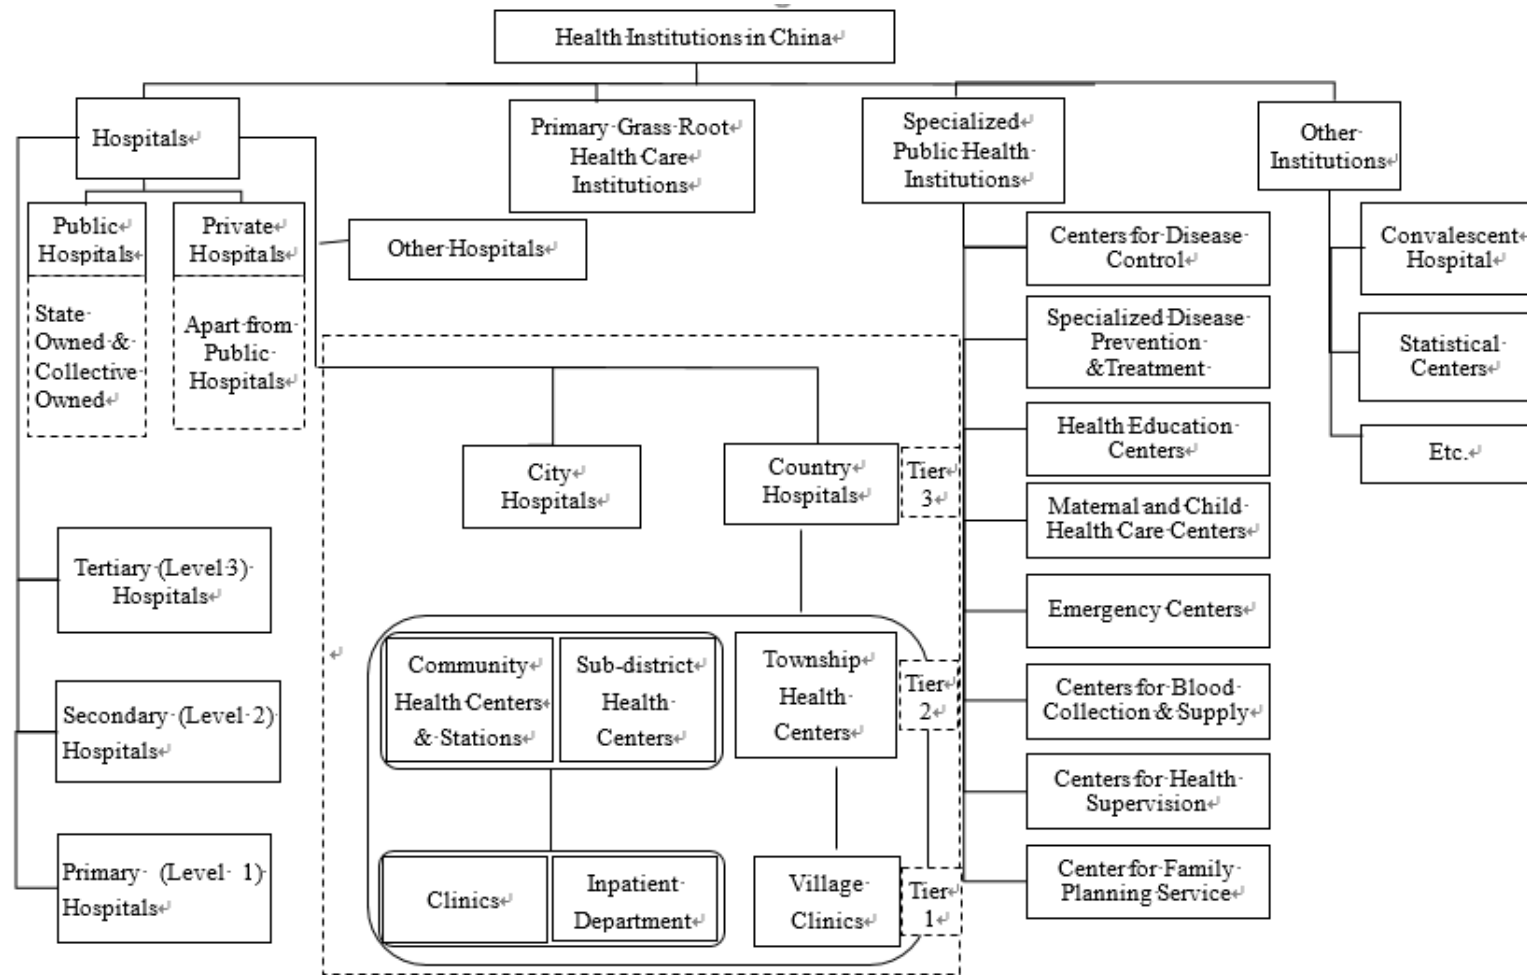 Health Institutions in China
Hospitals
Primary Grass Root
Health Care
Institutions
Specialized
Public Health
Institutions
Other
Institutions
Public
Hospitals
Private
Hospitals
Other Hospitals
State
Owned &
Collective
Owned
Apart from
Public
Hospitals
Centers for Disease
Control
Specialized Disease
Prevention
&Treatment
Health Education
Centers
Maternal and Child
Health Care Centers
Emergency Centers
Centers for Blood
Collection & Supply
Centers for Health
Supervision
Center for Family
Planning Service
Convalescent
Hospital
Statistical
Centers
Etc.
City
Hospitals
Country
Hospitals
Tier
3
Tertiary (Level 3)
Hospitals
Secondary (Level 2)
Hospitals
Primary (Level 1)
Hospitals
Community
Health Centers
& Stations
Sub-district
Health
Centers
Township
Health
Centers
Tier
2
Clinics
Inpatient
Department
Village
Clinics
Tier
1